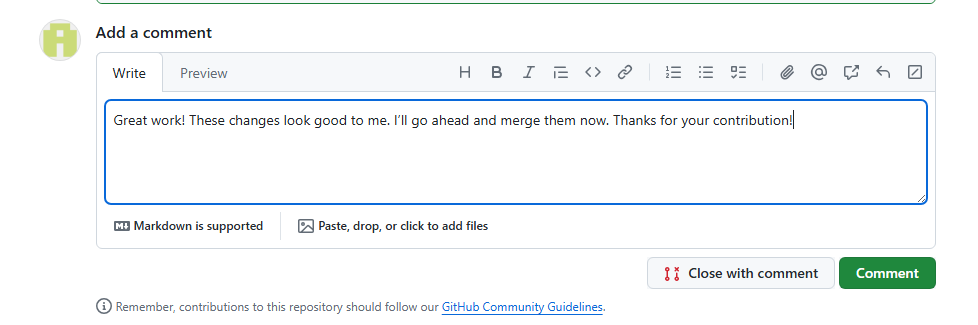 Add a comment
Write Preview
Great work! These changes look good to me. I’ll go ahead and merge them now. Thanks for your contribution!
Markdown is supported Paste, drop, or click to add files
Close with comment Comment
Remember, contributions to this repository should follow our GitHub Community Guidelines.